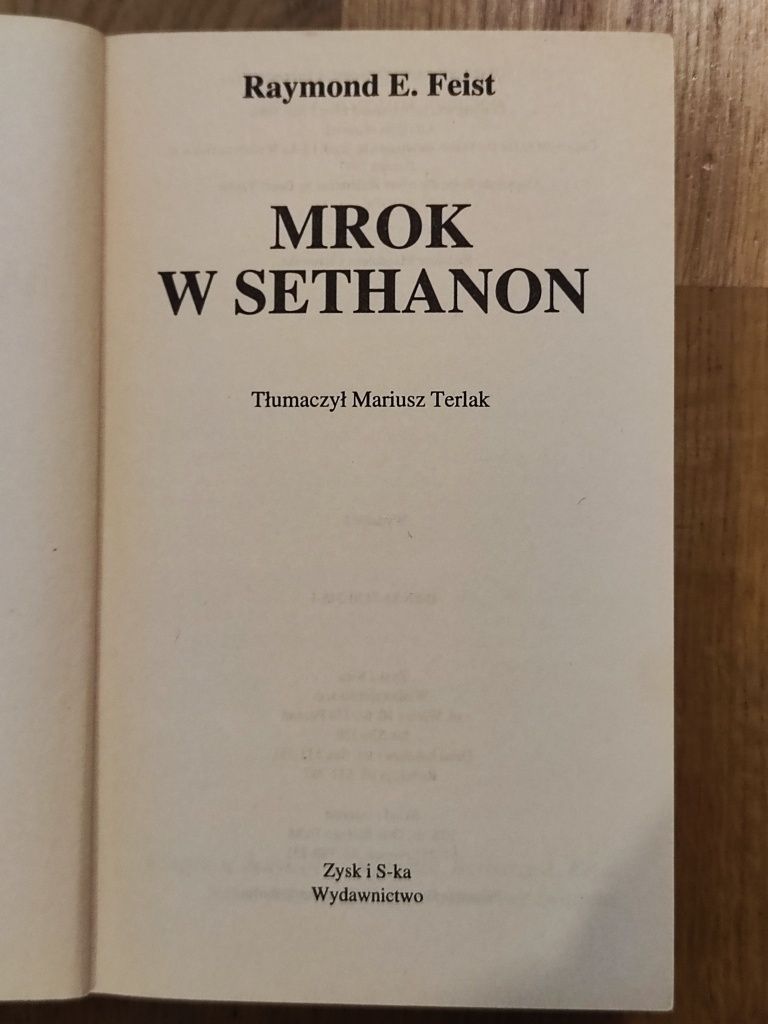 Raymond E. Feist
MROK
W SETHANON
Tłumaczył Mariusz Terlak
Zysk i S-ka
Wydawnictwo